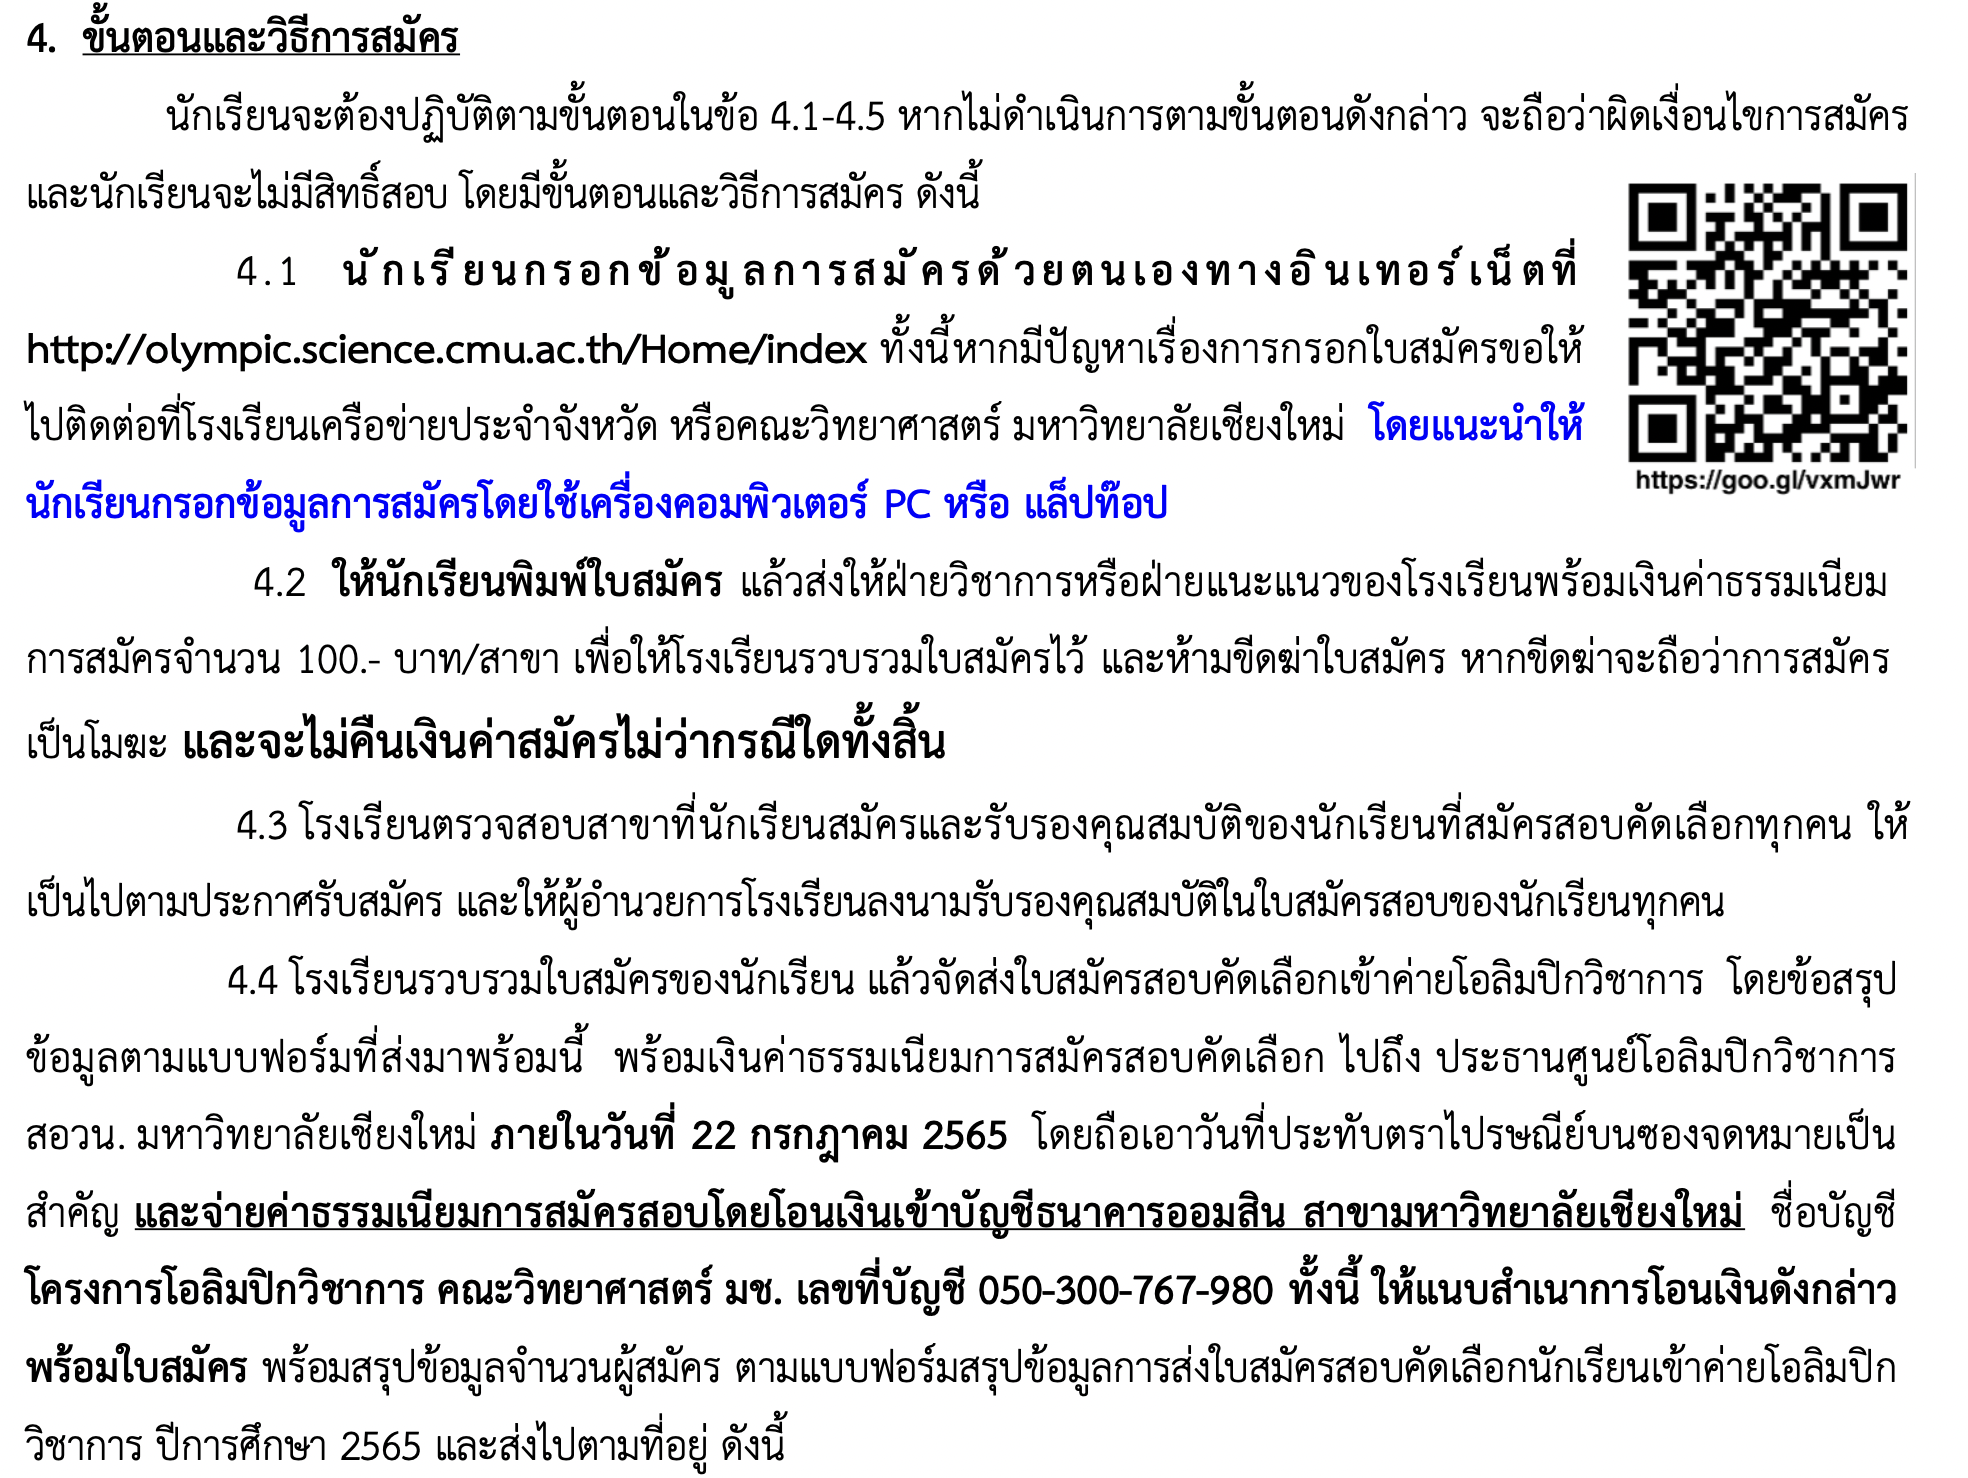 4. ขั้นตอนและวิธีการสมัคร
นักเรียนจะต้องปฏิบัติตามขั้นตอนในข้อ 4.1-4.5 หากไม่ดำเนินการตามขั้นตอนดังกล่าว จะถือว่าผิดเงื่อนไขการสมัคร
และนักเรียนจะไม่มีสิทธิ์สอบ โดยมีขั้นตอนและวิธีการสมัคร ดังนี้
4.1 นักเรียนกรอกข้อมูลการสมัครด้วยตนเองทางอินเทอร์เน็ตที่
http://olympic.science.cmu.ac.th/Home/index ทั้งนี้หากมีปัญหาเรื่องการกรอกใบสมัครขอให้
ไปติดต่อที่โรงเรียนเครือข่ายประจำจังหวัด หรือคณะวิทยาศาสตร์ มหาวิทยาลัยเชียงใหม่ โดยแนะนำให้
นักเรียนกรอกข้อมูลการสมัครโดยใช้เครื่องคอมพิวเตอร์ PC หรือ แล็ปท๊อป
https://goo.gl/vxmJwr
4.2 ให้นักเรียนพิมพ์ใบสมัคร แล้วส่งให้ฝ่ายวิชาการหรือฝ่ายแนะแนวของโรงเรียนพร้อมเงินค่าธรรมเนียม
การสมัครจำนวน 100.- บาท/สาขา เพื่อให้โรงเรียนรวบรวมใบสมัครไว้ และห้ามขีดฆ่าใบสมัคร หากขีดฆ่าจะถือว่าการสมัคร
เป็นโมฆะ และจะไม่คืนเงินค่าสมัครไม่ว่ากรณีใดทั้งสิ้น
4.3 โรงเรียนตรวจสอบสาขาที่นักเรียนสมัครและรับรองคุณสมบัติของนักเรียนที่สมัครสอบคัดเลือกทุกคน ให้
เป็นไปตามประกาศรับสมัคร และให้ผู้อำนวยการโรงเรียนลงนามรับรองคุณสมบัติในใบสมัครสอบของนักเรียนทุกคน
4.4 โรงเรียนรวบรวมใบสมัครของนักเรียน แล้วจัดส่งใบสมัครสอบคัดเลือกเข้าค่ายโอลิมปิกวิชาการ โดยข้อสรุป
ข้อมูลตามแบบฟอร์มที่ส่งมาพร้อมนี้ พร้อมเงินค่าธรรมเนียมการสมัครสอบคัดเลือก ไปถึง ประธานศูนย์โอลิมปิกวิชาการ
สอวน. มหาวิทยาลัยเชียงใหม่ ภายในวันที่ 22 กรกฎาคม 2565 โดยถือเอาวันที่ประทับตราไปรษณีย์บนซองจดหมายเป็น
สำคัญ และจ่ายค่าธรรมเนียมการสมัครสอบโดยโอนเงินเข้าบัญชีธนาคารออมสิน สาขามหาวิทยาลัยเชียงใหม่ ชื่อบัญชี
โครงการโอลิมปิกวิชาการ คณะวิทยาศาสตร์ มช. เลขที่บัญชี 050-300-767-980 ทั้งนี้ ให้แนบสำเนาการโอนเงินดังกล่าว
พร้อมใบสมัคร พร้อมสรุปข้อมูลจำนวนผู้สมัคร ตามแบบฟอร์มสรุปข้อมูลการส่งใบสมัครสอบคัดเลือกนักเรียนเข้าค่ายโอลิมปิก
วิชาการ ปีการศึกษา 2565 และส่งไปตามที่อยู่ ดังนี้